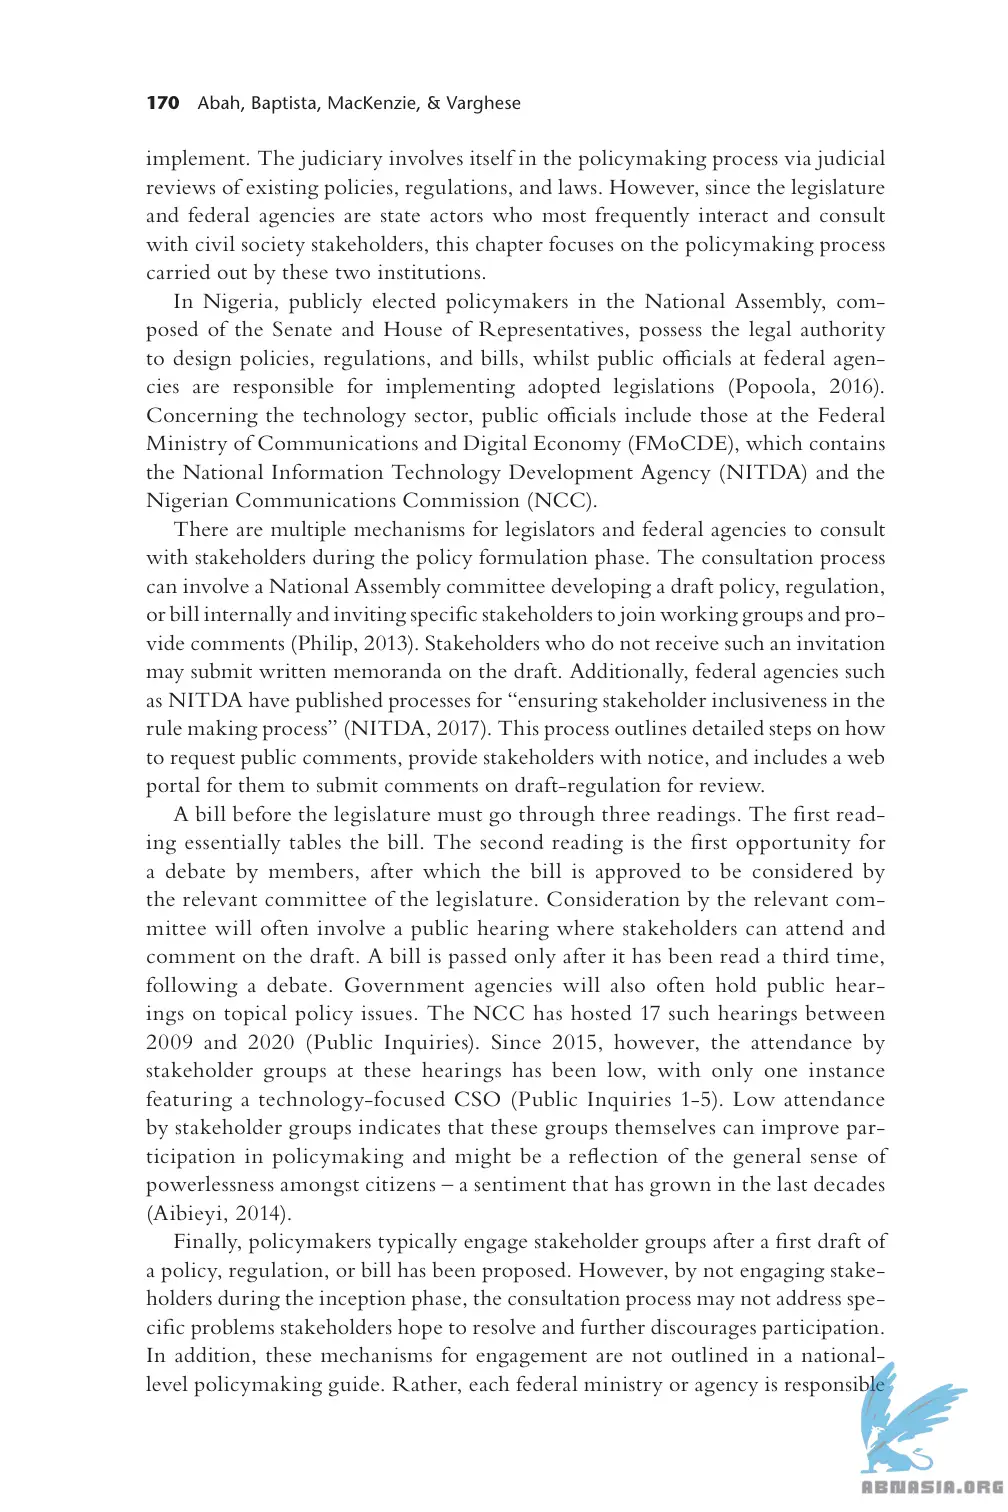 170 Abah, Baptista, MacKenzie, & Varghese
implement. The judiciary involves itself in the policymaking process via judicial
reviews of existing policies, regulations, and laws. However, since the legislature
and federal agencies are state actors who most frequently interact and consult
with civil society stakeholders, this chapter focuses on the policymaking process
carried out by these two institutions.
In Nigeria, publicly elected policymakers in the National Assembly, com-
posed of the Senate and House of Representatives, possess the legal authority
to design policies, regulations, and bills, whilst public officials at federal agen-
cies are responsible for implementing adopted legislations (Popoola, 2016).
Concerning the technology sector, public officials include those at the Federal
Ministry of Communications and Digital Economy (FMoCDE), which contains
the National Information Technology Development Agency (NITDA) and the
Nigerian Communications Commission (NCC).
There are multiple mechanisms for legislators and federal agencies to consult
with stakeholders during the policy formulation phase. The consultation process
can involve a National Assembly committee developing a draft policy, regulation,
or bill internally and inviting specific stakeholders to join working groups and pro-
vide comments (Philip, 2013). Stakeholders who do not receive such an invitation
may submit written memoranda on the draft. Additionally, federal agencies such
as NITDA have published processes for “ensuring stakeholder inclusiveness in the
rule making process” (NITDA, 2017). This process outlines detailed steps on how
to request public comments, provide stakeholders with notice, and includes a web
portal for them to submit comments on draft-regulation for review.
A bill before the legislature must go through three readings. The first read-
ing essentially tables the bill. The second reading is the first opportunity for
a debate by members, after which the bill is approved to be considered by
the relevant committee of the legislature. Consideration by the relevant com-
mittee will often involve a public hearing where stakeholders can attend and
comment on the draft. A bill is passed only after it has been read a third time,
following a debate. Government agencies will also often hold public hear-
ings on topical policy issues. The NCC has hosted 17 such hearings between
2009 and 2020 (Public Inquiries). Since 2015, however, the attendance by
stakeholder groups at these hearings has been low, with only one instance
featuring a technology-focused CSO (Public Inquiries 1-5). Low attendance
by stakeholder groups indicates that these groups themselves can improve par-
ticipation in policymaking and might be a reflection of the general sense of
powerlessness amongst citizens – a sentiment that has grown in the last decades
(Aibieyi, 2014).
Finally, policymakers typically engage stakeholder groups after a first draft of
a policy, regulation, or bill has been proposed. However, by not engaging stake-
holders during the inception phase, the consultation process may not address spe-
cific problems stakeholders hope to resolve and further discourages participation.
In addition, these mechanisms for engagement are not outlined in a national-
level policymaking guide. Rather, each federal ministry or agency is responsible
ABNASIA.ORG